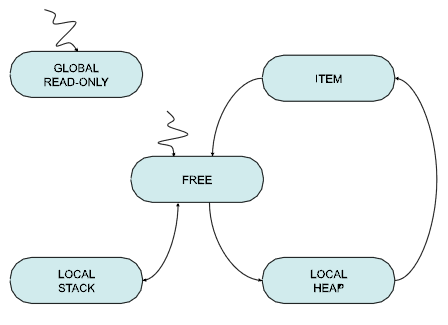 GLOBAL
READ-ONLY
ITEM
FREE
LOCAL
STACK
LOCAL
HEAP